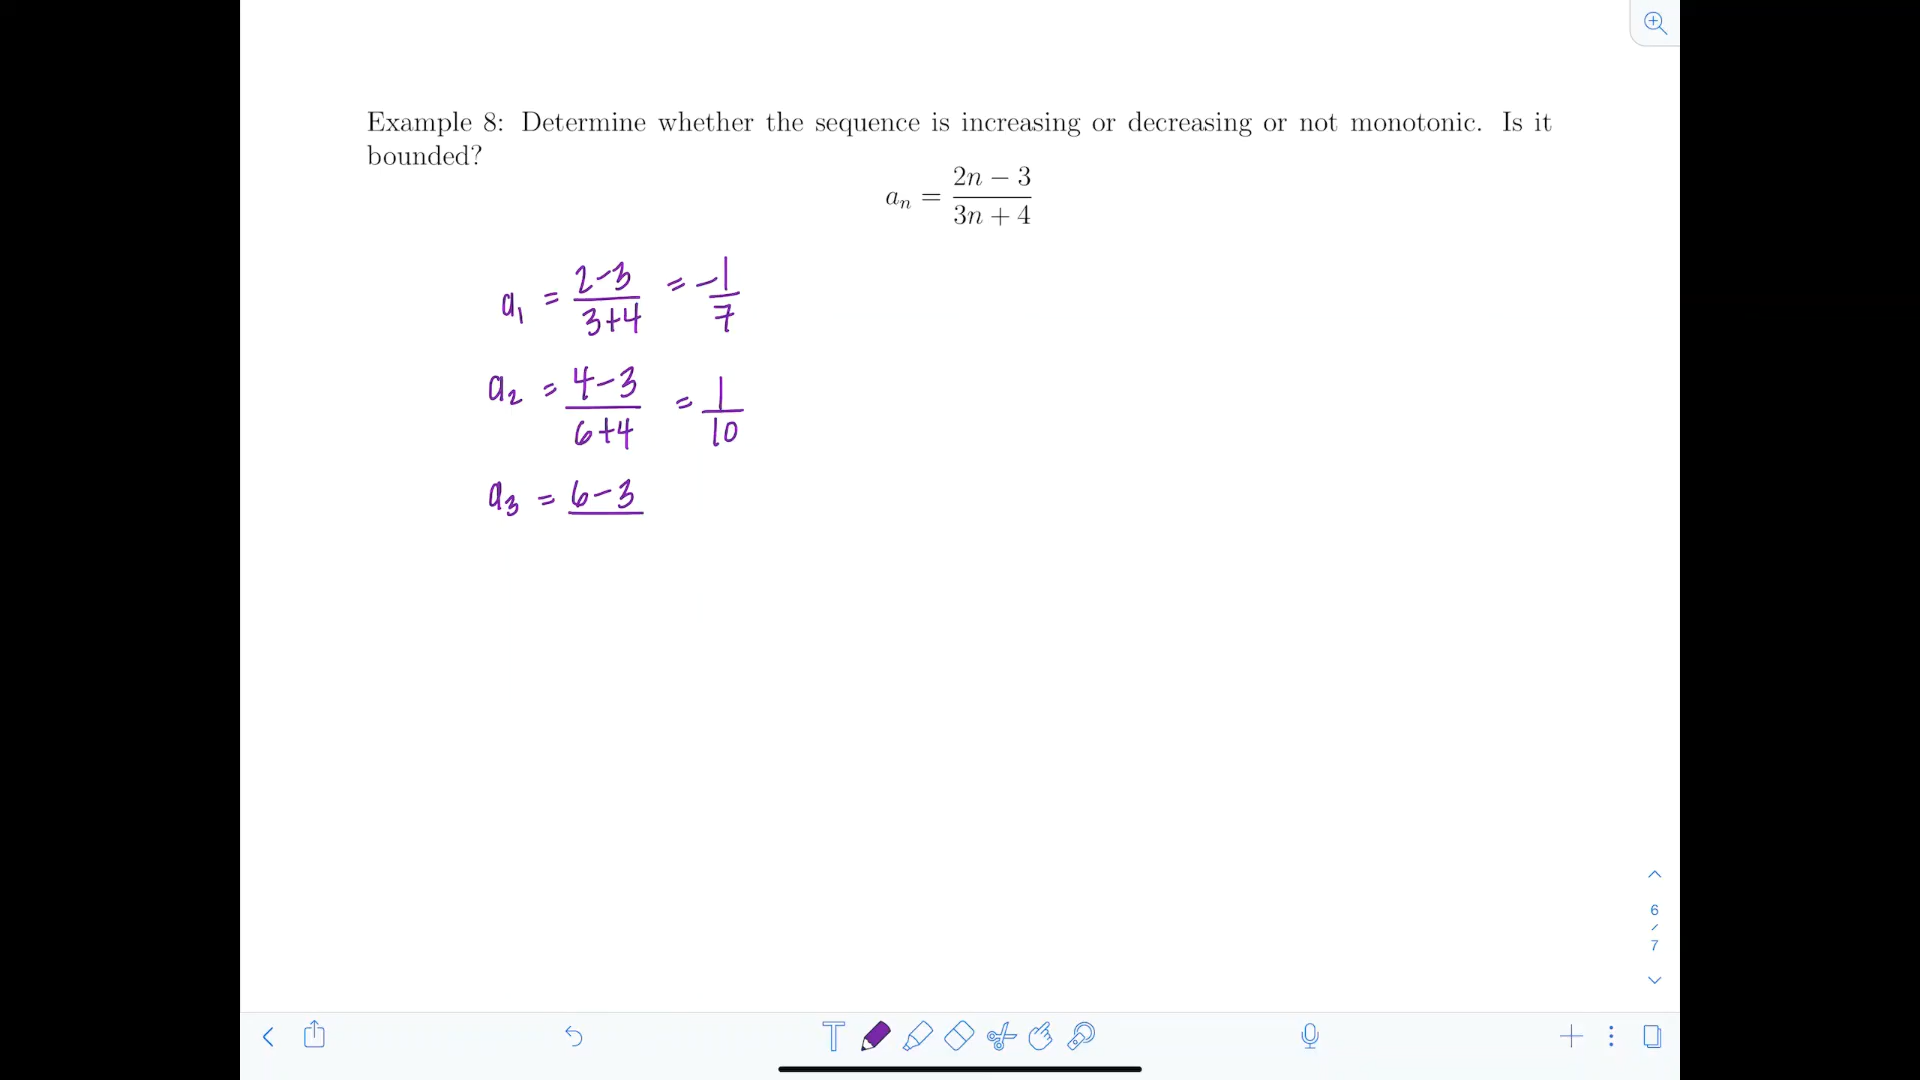 Example 8: Determine whether the sequence is increasing or decreasing or not monotonic. Is it
bounded?
aₙ = (2n − 3)/(3n + 4)
a₁ = (2-3)/(3+4) = -1/7
a₂ = (4-3)/(6+4) = 1/10
a₃ = 6-3
6
/
7
T